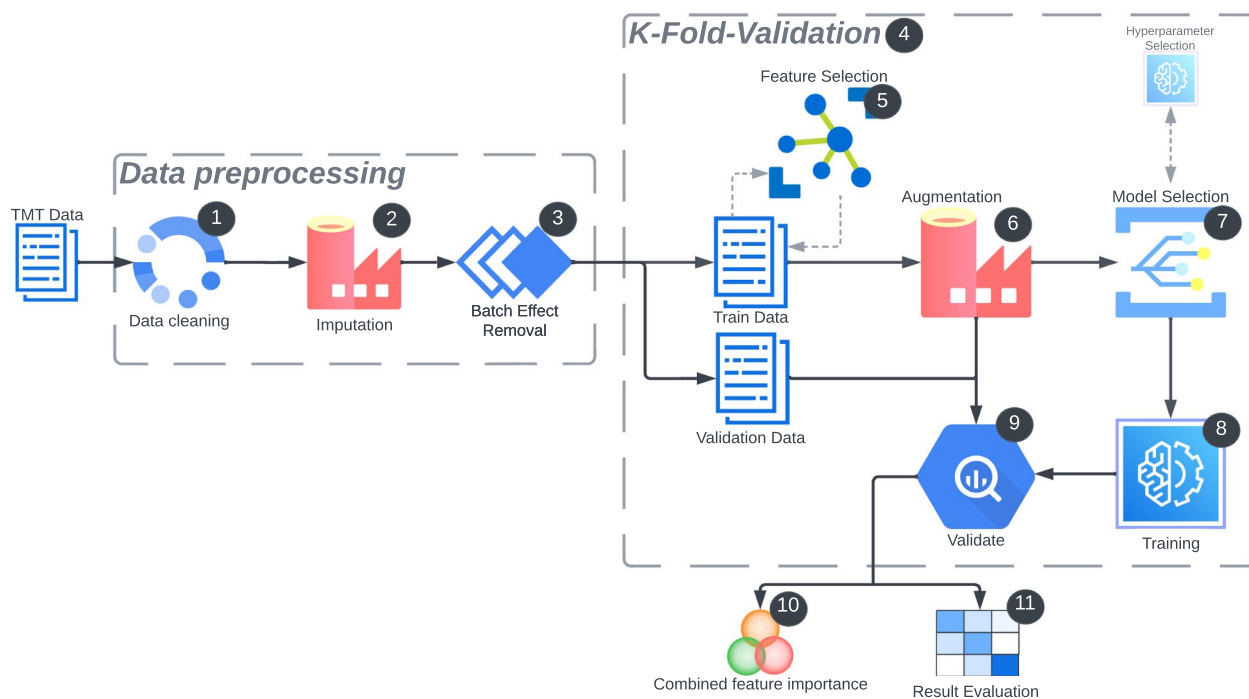 K-Fold-Validation 4
Hyperparameter
Selection
Feature Selection
5
Data preprocessing
TMT Data
1
2
3
Augmentation
6
Model Selection
7
Data cleaning
Imputation
Batch Effect
Removal
Train Data
Validation Data
9
8
Validate
Training
10
11
Combined feature importance
Result Evaluation